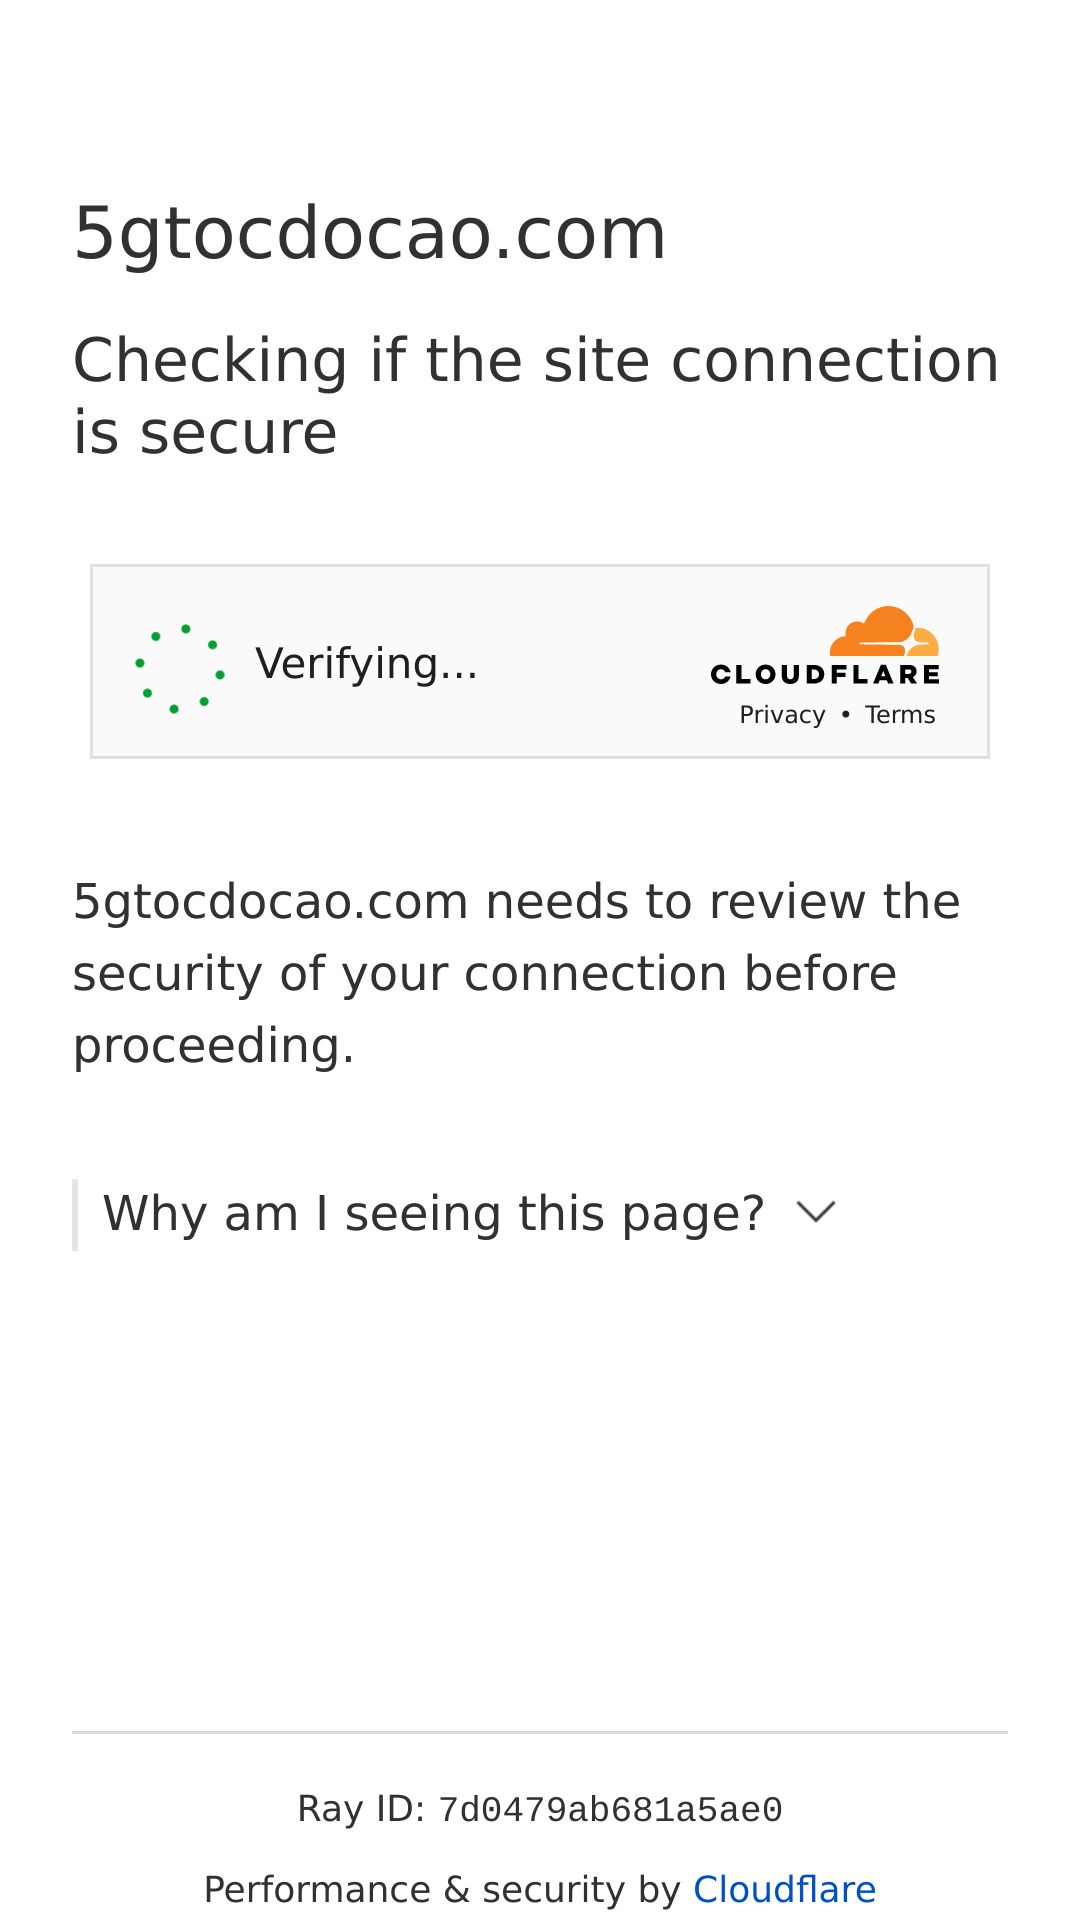 5gtocdocao.com
Checking if the site connection
is secure
Verifying...
CLOUDFLARE
Privacy • Terms
5gtocdocao.com needs to review the
security of your connection before
proceeding.
Why am I seeing this page?
Ray ID: 7d0479ab681a5ae0
Performance & security by Cloudflare